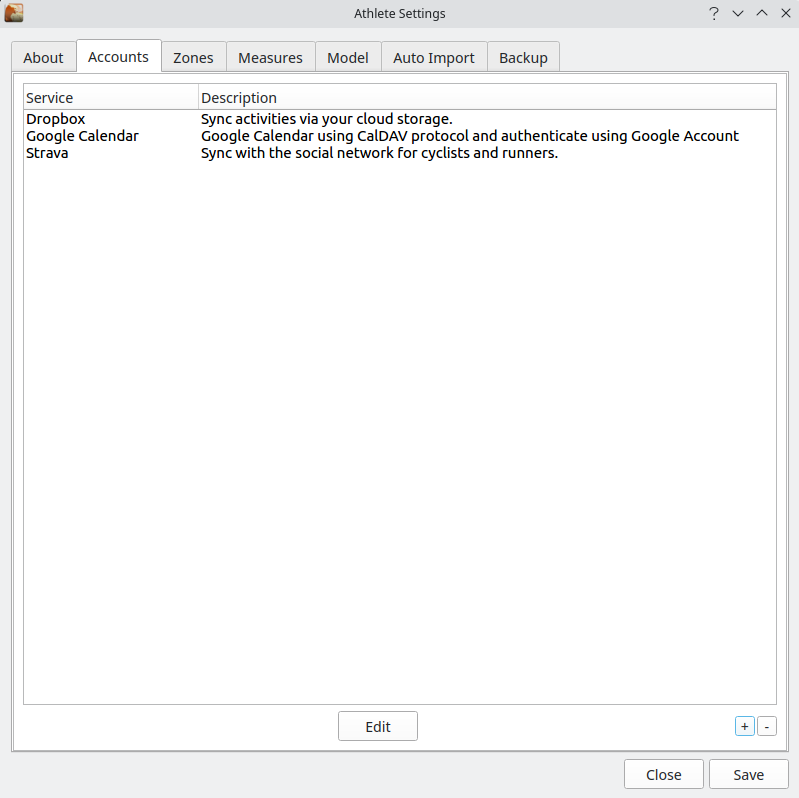 Athlete Settings
?
About Accounts Zones Measures Model Auto Import Backup
Service Description
Dropbox Sync activities via your cloud storage.
Google Calendar Google Calendar using CalDAV protocol and authenticate using Google Account
Strava Sync with the social network for cyclists and runners.
Edit + -
Close Save